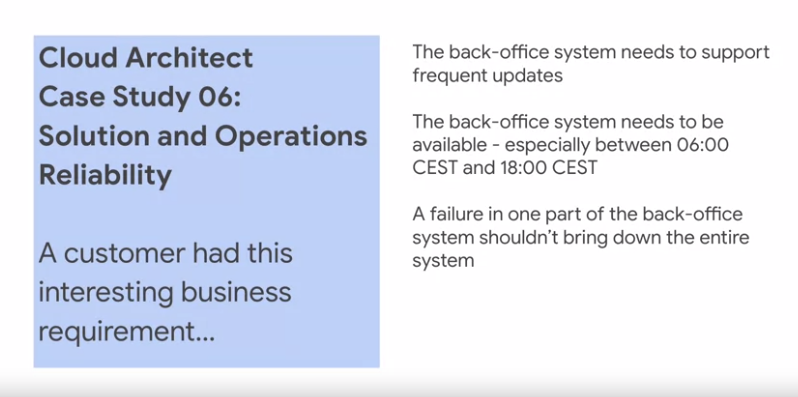 Cloud Architect
Case Study 06:
Solution and Operations
Reliability
A customer had this
interesting business
requirement...
The back-office system needs to support
frequent updates
The back-office system needs to be
available - especially between 06:00
CEST and 18:00 CEST
A failure in one part of the back-office
system shouldn’t bring down the entire
system